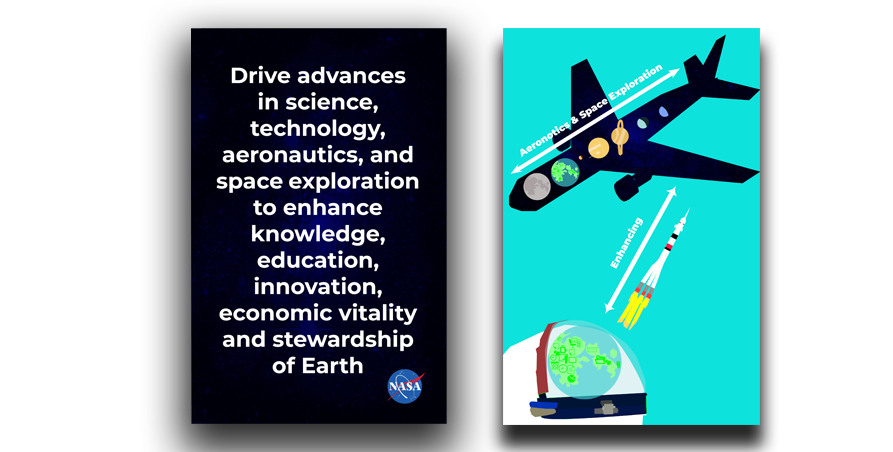 Drive advances
in science,
technology,
aeronautics, and
space exploration
to enhance
knowledge,
education,
innovation,
economic vitality
and stewardship
of Earth
NASA
Aeronotics & Space Exploration
Enhancing